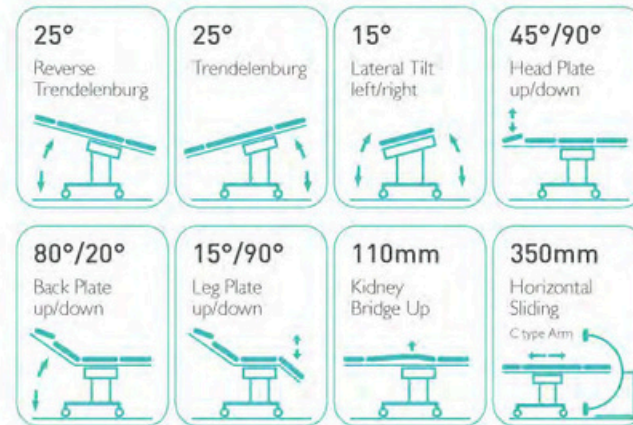 25°
Reverse
Trendelenburg
25°
Trendelenburg
15°
Lateral Tilt
left/right
45°/90°
Head Plate
up/down
80°/20°
Back Plate
up/down
15°/90°
Leg Plate
up/down
110mm
Kidney
Bridge Up
350mm
Horizontal
Sliding
C type Arm